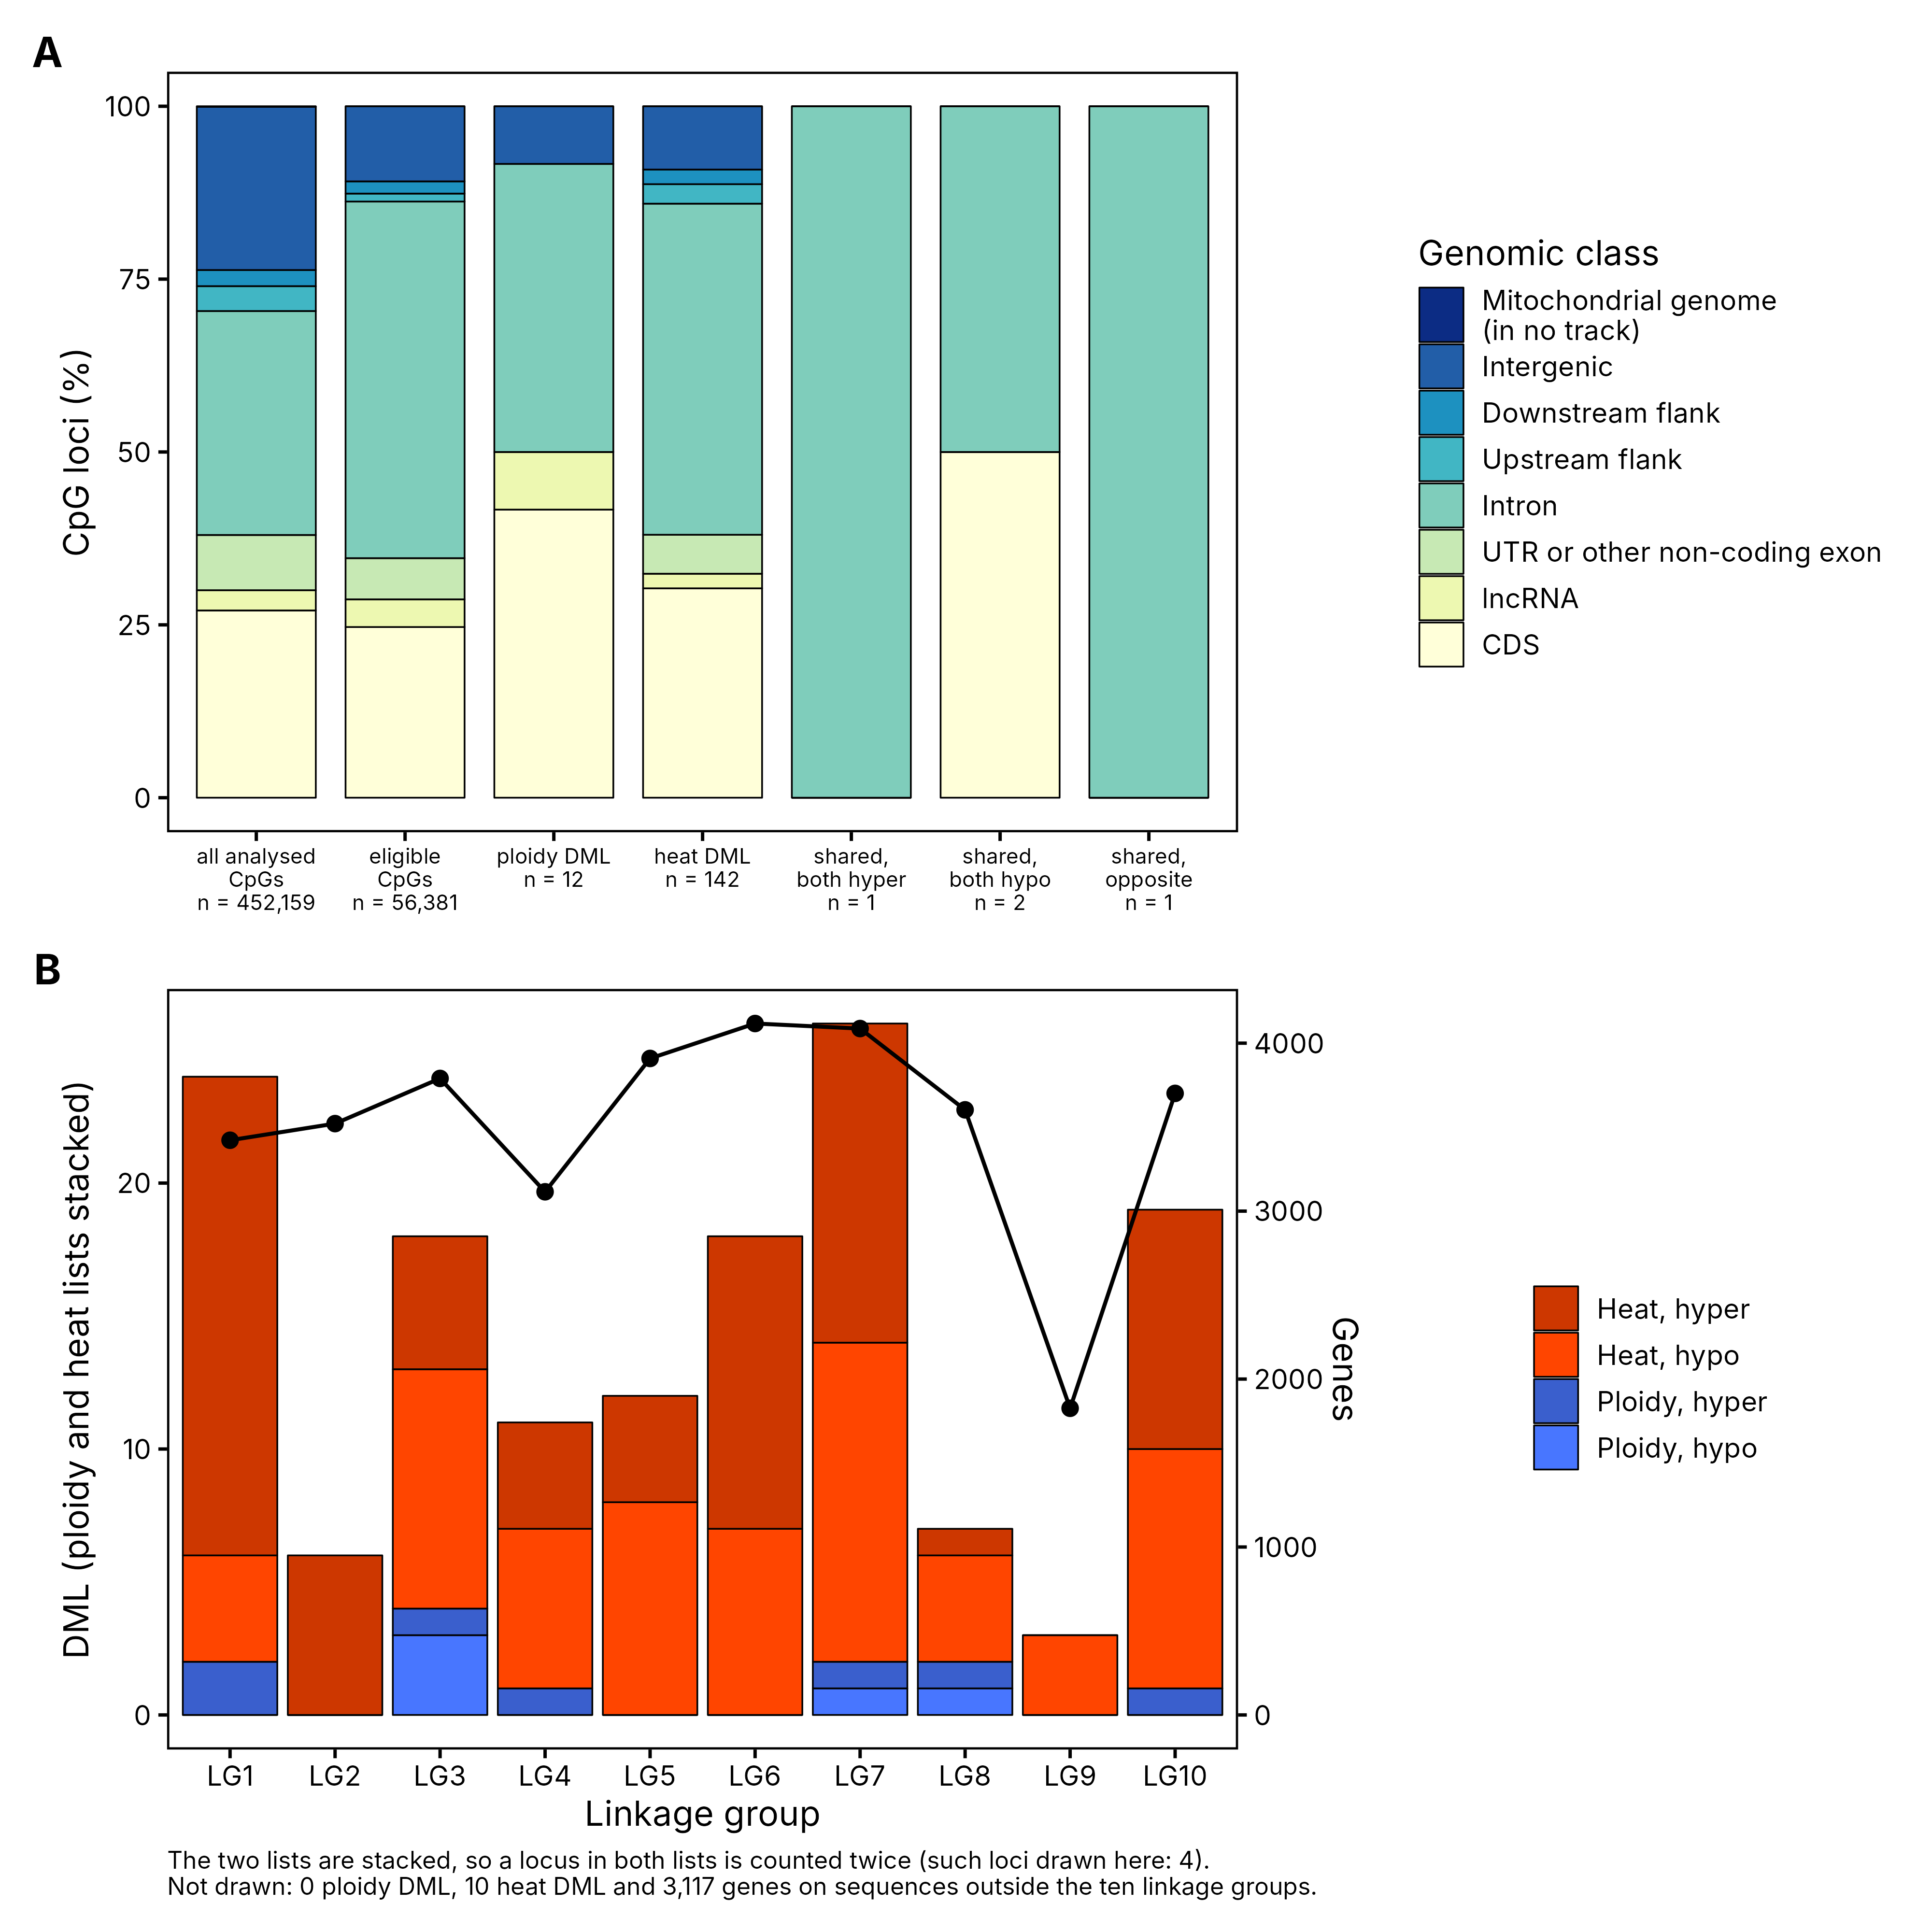 A
100
75
50
25
0
CpG loci (%)
all analysed
CpGs
n = 452,159
eligible
CpGs
n = 56,381
ploidy DML
n = 12
heat DML
n = 142
shared,
both hyper
n = 1
shared,
both hypo
n = 2
shared,
opposite
n = 1
Genomic class
Mitochondrial genome
(in no track)
Intergenic
Downstream flank
Upstream flank
Intron
UTR or other non-coding exon
lncRNA
CDS
B
20
10
0
DML (ploidy and heat lists stacked)
4000
3000
2000
1000
0
Genes
LG1 LG2 LG3 LG4 LG5 LG6 LG7 LG8 LG9 LG10
Linkage group
Heat, hyper
Heat, hypo
Ploidy, hyper
Ploidy, hypo
The two lists are stacked, so a locus in both lists is counted twice (such loci drawn here: 4).
Not drawn: 0 ploidy DML, 10 heat DML and 3,117 genes on sequences outside the ten linkage groups.